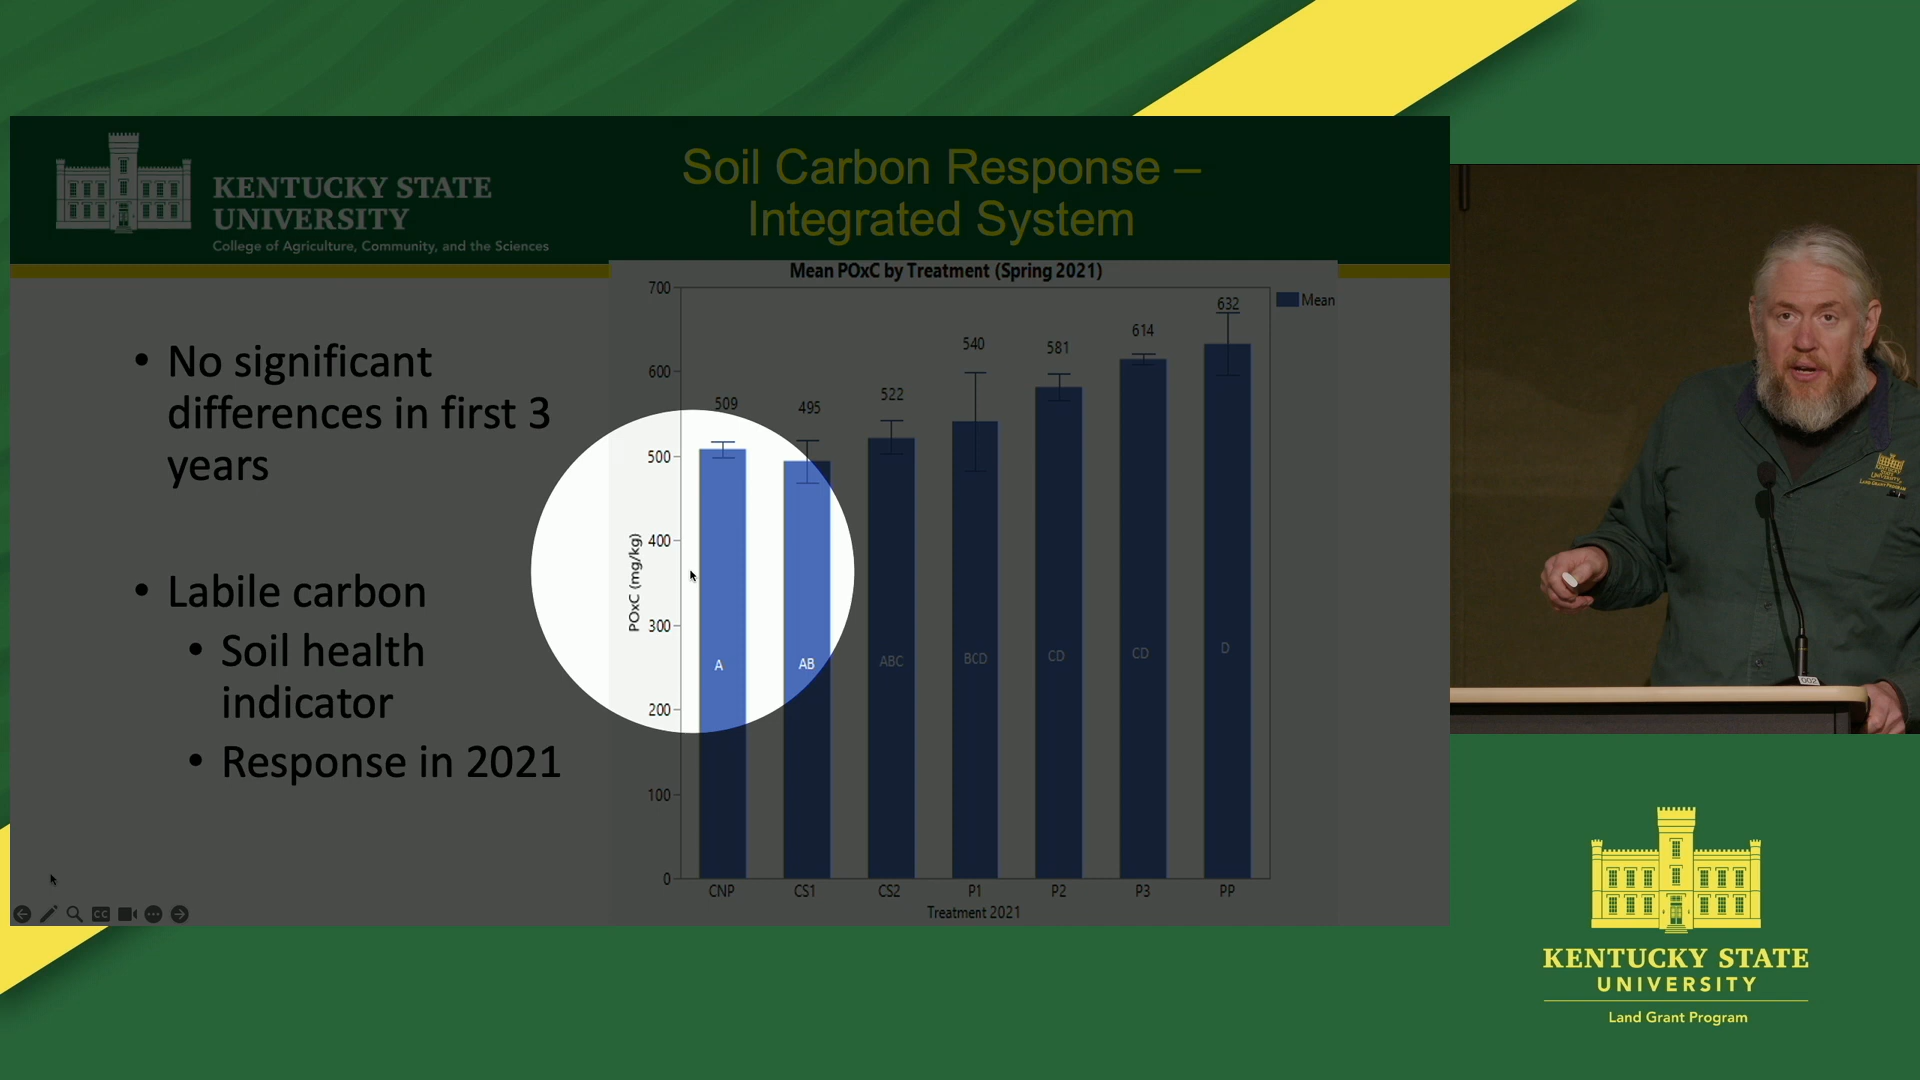 KENTUCKY STATE
UNIVERSITY
College of Agriculture, Community, and the Sciences
Soil Carbon Response –
Integrated System
• No significant
differences in first 3
years
• Labile carbon
• Soil health
indicator
• Response in 2021
Mean POxC by Treatment (Spring 2021)
Mean
POxC (mg/kg)
700
600
500
400
300
200
100
0
509
495
522
540
581
614
632
A
AB
ABC
BCD
CD
CD
D
CNP
CS1
CS2
P1
P2
P3
PP
Treatment 2021
CC
002
KENTUCKY STATE
UNIVERSITY
Land Grant Program